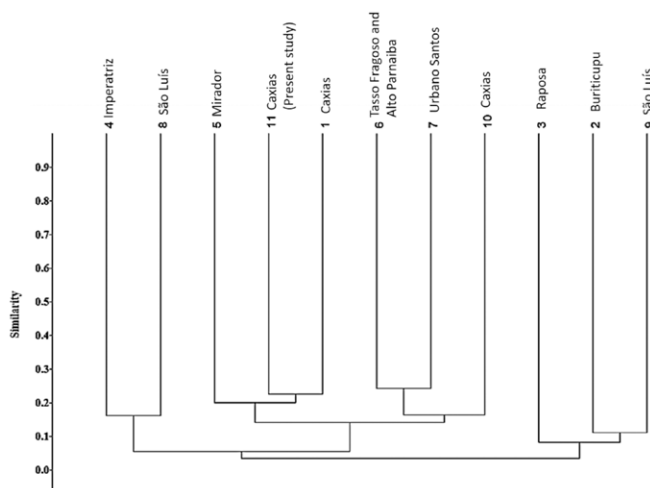 4 Imperatriz
8 São Luís
5 Mirador
11 Caxias
(Present study)
1 Caxias
6 Tasso Fragoso and
Alto Parnaiba
7 Urbano Santos
10 Caxias
3 Raposa
2 Buriticupu
9 São Luís
Similarity
0.9
0.8
0.7
0.6
0.5
0.4
0.3
0.2
0.1
0.0